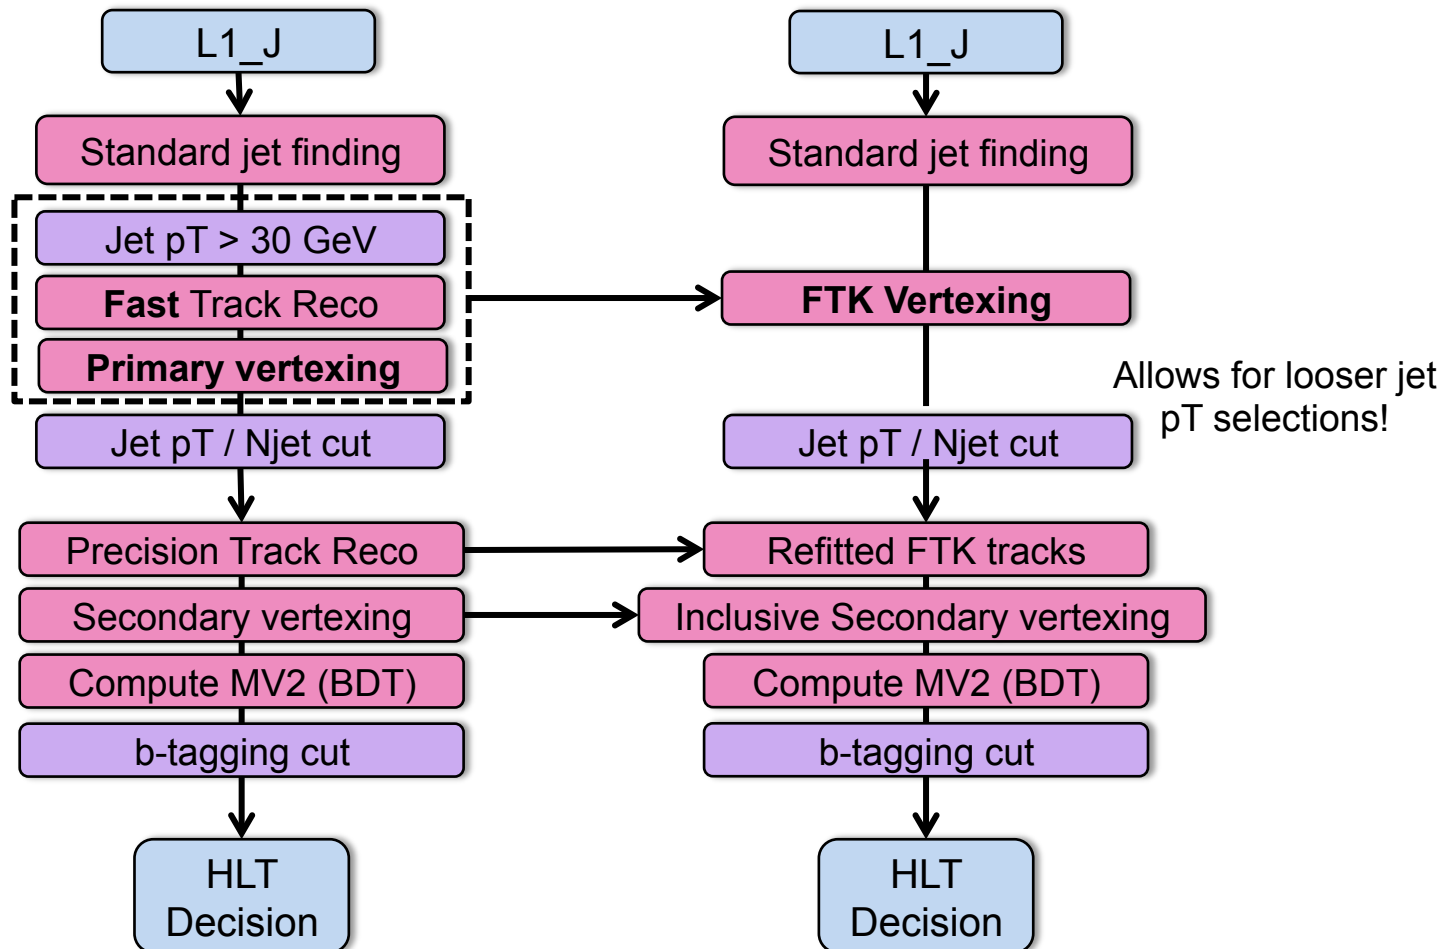 L1_J
Standard jet finding
Jet pT > 30 GeV
Fast Track Reco
Primary vertexing
Jet pT / Njet cut
Precision Track Reco
Secondary vertexing
Compute MV2 (BDT)
b-tagging cut
HLT
Decision
L1_J
Standard jet finding
FTK Vertexing
Allows for looser jet
pT selections!
Jet pT / Njet cut
Refitted FTK tracks
Inclusive Secondary vertexing
Compute MV2 (BDT)
b-tagging cut
HLT
Decision